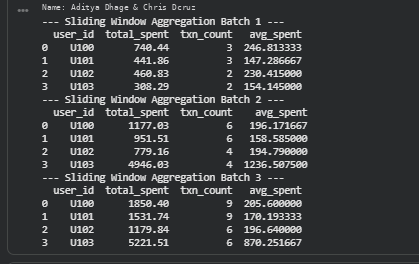 Name: Aditya Dhage & Chris Dcruz
--- Sliding Window Aggregation Batch 1 ---
user_id total_spent txn_count avg_spent
0 U100 740.44 3 246.813333
1 U101 441.86 3 147.286667
2 U102 460.83 2 230.415000
3 U103 308.29 2 154.145000
--- Sliding Window Aggregation Batch 2 ---
user_id total_spent txn_count avg_spent
0 U100 1177.03 6 196.171667
1 U101 951.51 6 158.585000
2 U102 779.16 4 194.790000
3 U103 4946.03 4 1236.507500
--- Sliding Window Aggregation Batch 3 ---
user_id total_spent txn_count avg_spent
0 U100 1850.40 9 205.600000
1 U101 1531.74 9 170.193333
2 U102 1179.84 6 196.640000
3 U103 5221.51 6 870.251667